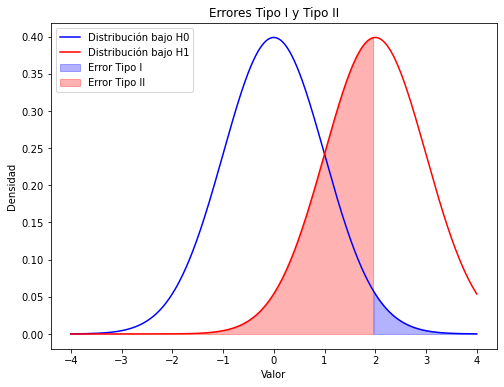 Errores Tipo I y Tipo II
Distribución bajo H0
Distribución bajo H1
Error Tipo I
Error Tipo II
0.40
0.35
0.30
0.25
0.20
0.15
0.10
0.05
0.00
Densidad
−4 −3 −2 −1 0 1 2 3 4
Valor